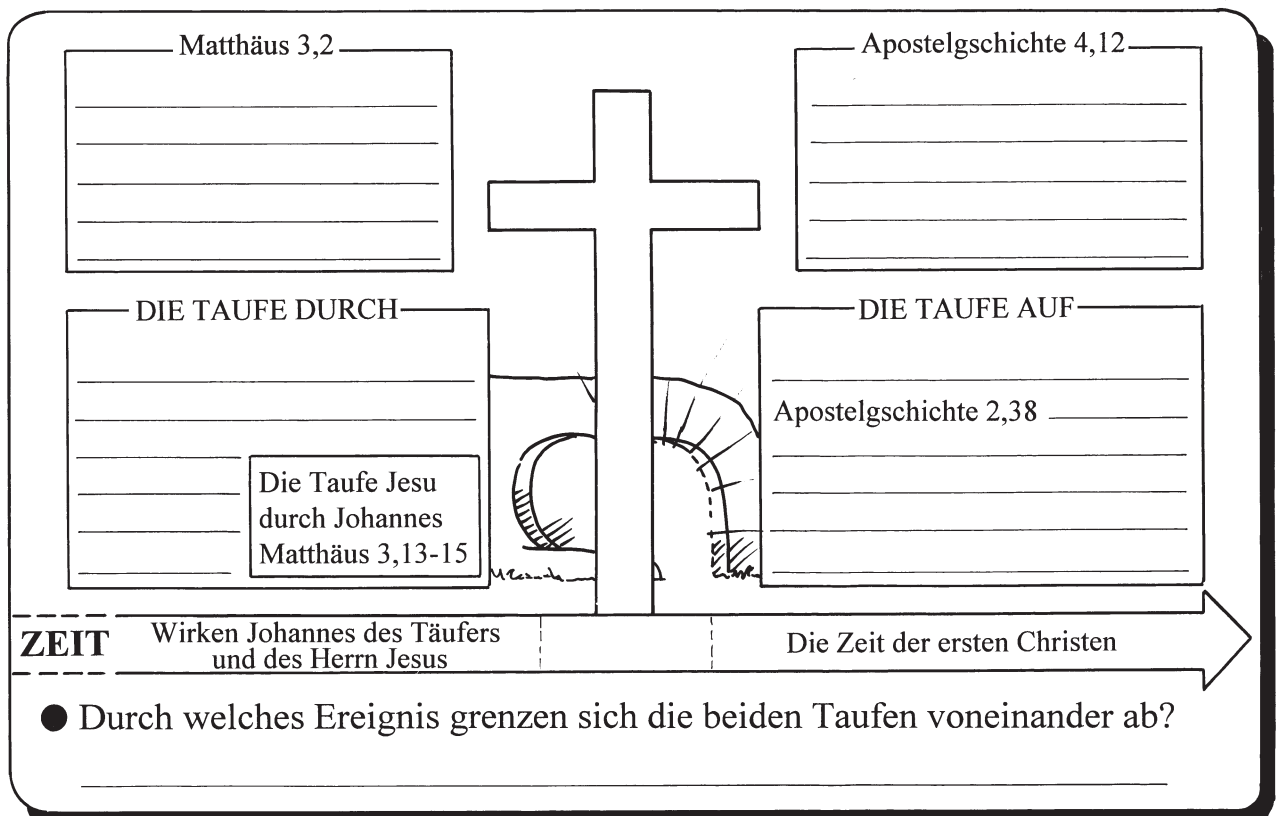 Matthäus 3,2
Apostelgschichte 4,12
DIE TAUFE DURCH
Die Taufe Jesu
durch Johannes
Matthäus 3,13-15
DIE TAUFE AUF
Apostelgschichte 2,38
ZEIT
Wirken Johannes des Täufers
und des Herrn Jesus
Die Zeit der ersten Christen
● Durch welches Ereignis grenzen sich die beiden Taufen voneinander ab?